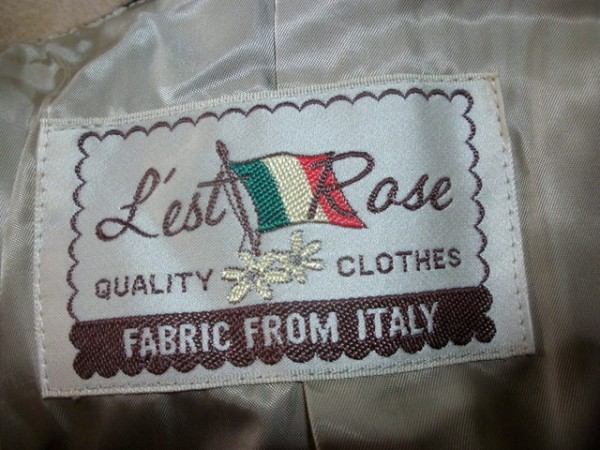 L'est Rose
QUALITY CLOTHES
FABRIC FROM ITALY